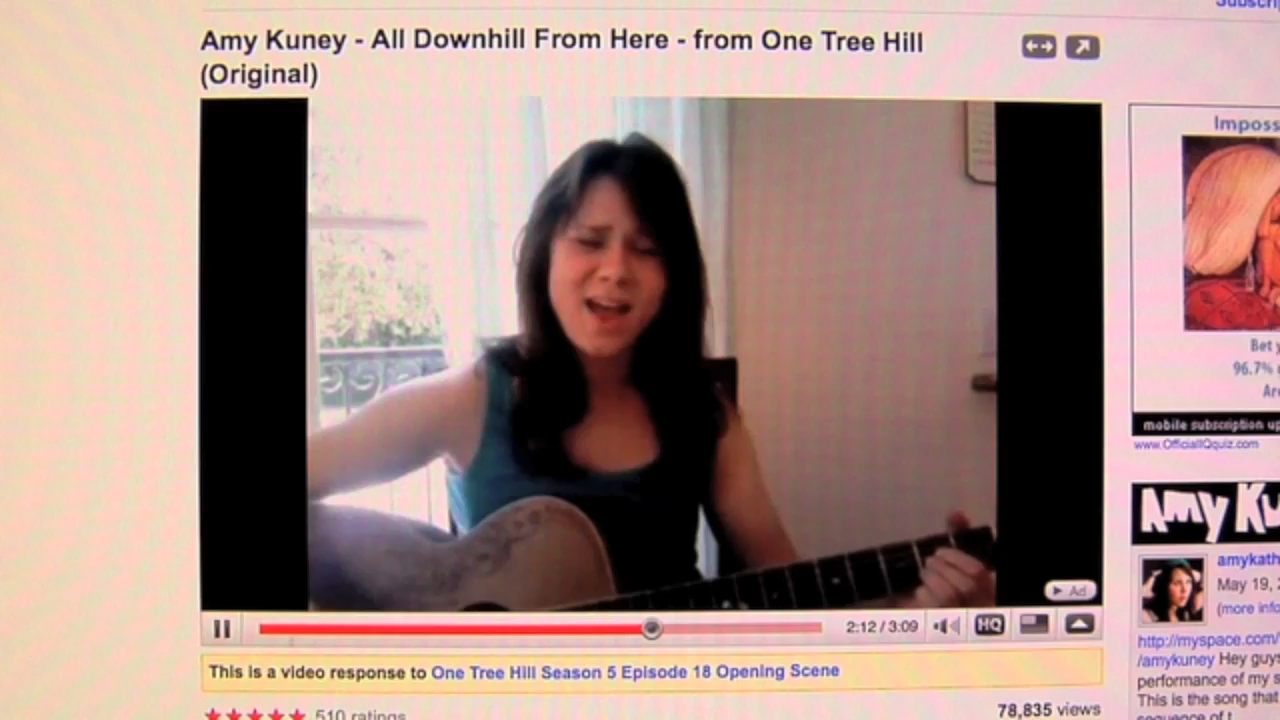 Amy Kuney - All Downhill From Here - from One Tree Hill
(Original)
Imposs
Bet y
96.7%
mobile subscription up
www.OfficialIQquiz.com
Ad
2:12 / 3:09
HQ
AMY KU
amykath
May 19, 2
(more info
http://myspace.com/
/amykuney Hey guys
performance of my s
This is the song that
This is a video response to One Tree Hill Season 5 Episode 18 Opening Scene
510 ratings
78,835 views